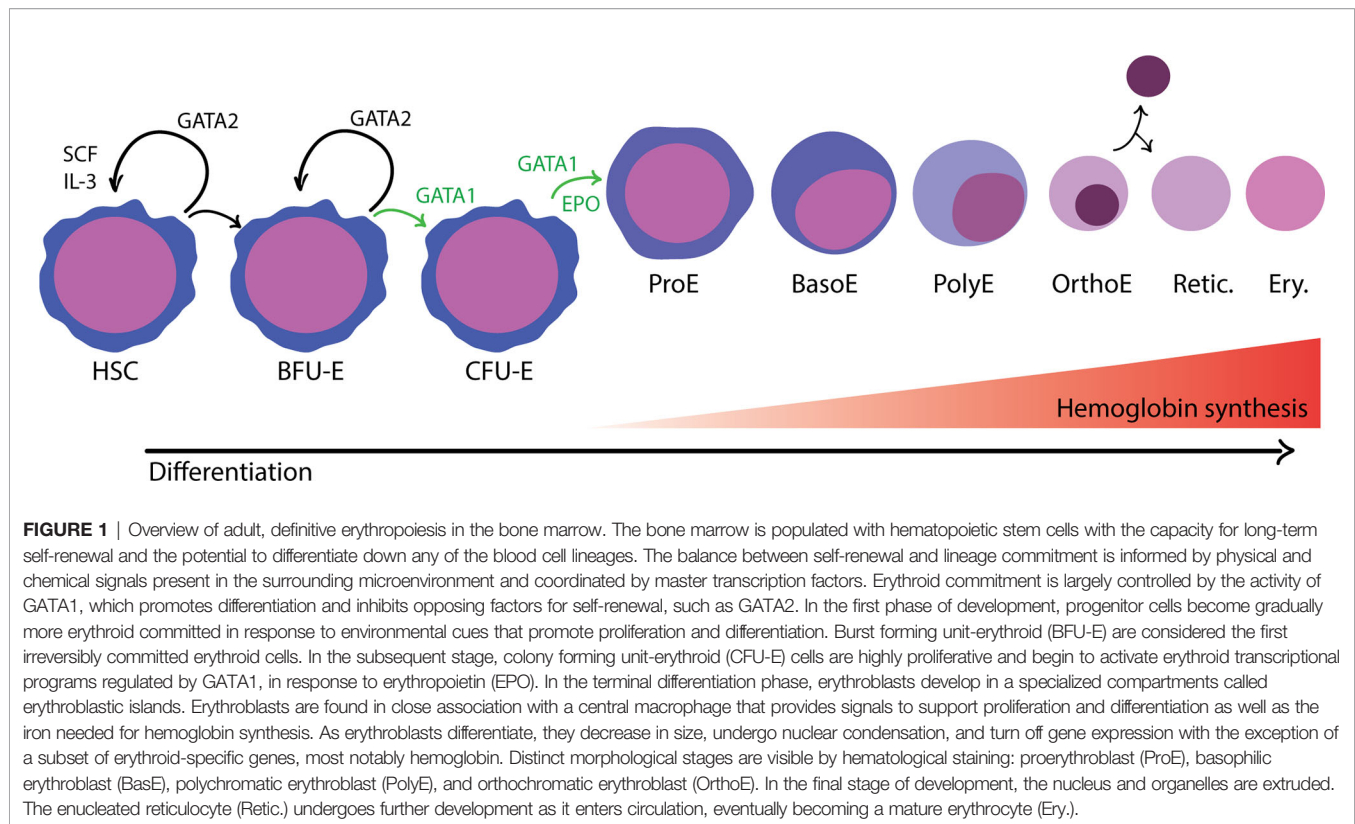 GATA2
GATA2
SCF
IL-3
GATA1
GATA1
EPO
HSC
BFU-E
CFU-E
ProE
BasoE
PolyE
OrthoE
Retic.
Ery.
Hemoglobin synthesis
Differentiation
FIGURE 1 | Overview of adult, definitive erythropoiesis in the bone marrow. The bone marrow is populated with hematopoietic stem cells with the capacity for long-term
self-renewal and the potential to differentiate down any of the blood cell lineages. The balance between self-renewal and lineage commitment is informed by physical and
chemical signals present in the surrounding microenvironment and coordinated by master transcription factors. Erythroid commitment is largely controlled by the activity of
GATA1, which promotes differentiation and inhibits opposing factors for self-renewal, such as GATA2. In the first phase of development, progenitor cells become gradually
more erythroid committed in response to environmental cues that promote proliferation and differentiation. Burst forming unit-erythroid (BFU-E) are considered the first
irreversibly committed erythroid cells. In the subsequent stage, colony forming unit-erythroid (CFU-E) cells are highly proliferative and begin to activate erythroid transcriptional
programs regulated by GATA1, in response to erythropoietin (EPO). In the terminal differentiation phase, erythroblasts develop in a specialized compartments called
erythroblastic islands. Erythroblasts are found in close association with a central macrophage that provides signals to support proliferation and differentiation as well as the
iron needed for hemoglobin synthesis. As erythroblasts differentiate, they decrease in size, undergo nuclear condensation, and turn off gene expression with the exception of
a subset of erythroid-specific genes, most notably hemoglobin. Distinct morphological stages are visible by hematological staining: proerythroblast (ProE), basophilic
erythroblast (BasE), polychromatic erythroblast (PolyE), and orthochromatic erythroblast (OrthoE). In the final stage of development, the nucleus and organelles are extruded.
The enucleated reticulocyte (Retic.) undergoes further development as it enters circulation, eventually becoming a mature erythrocyte (Ery.).